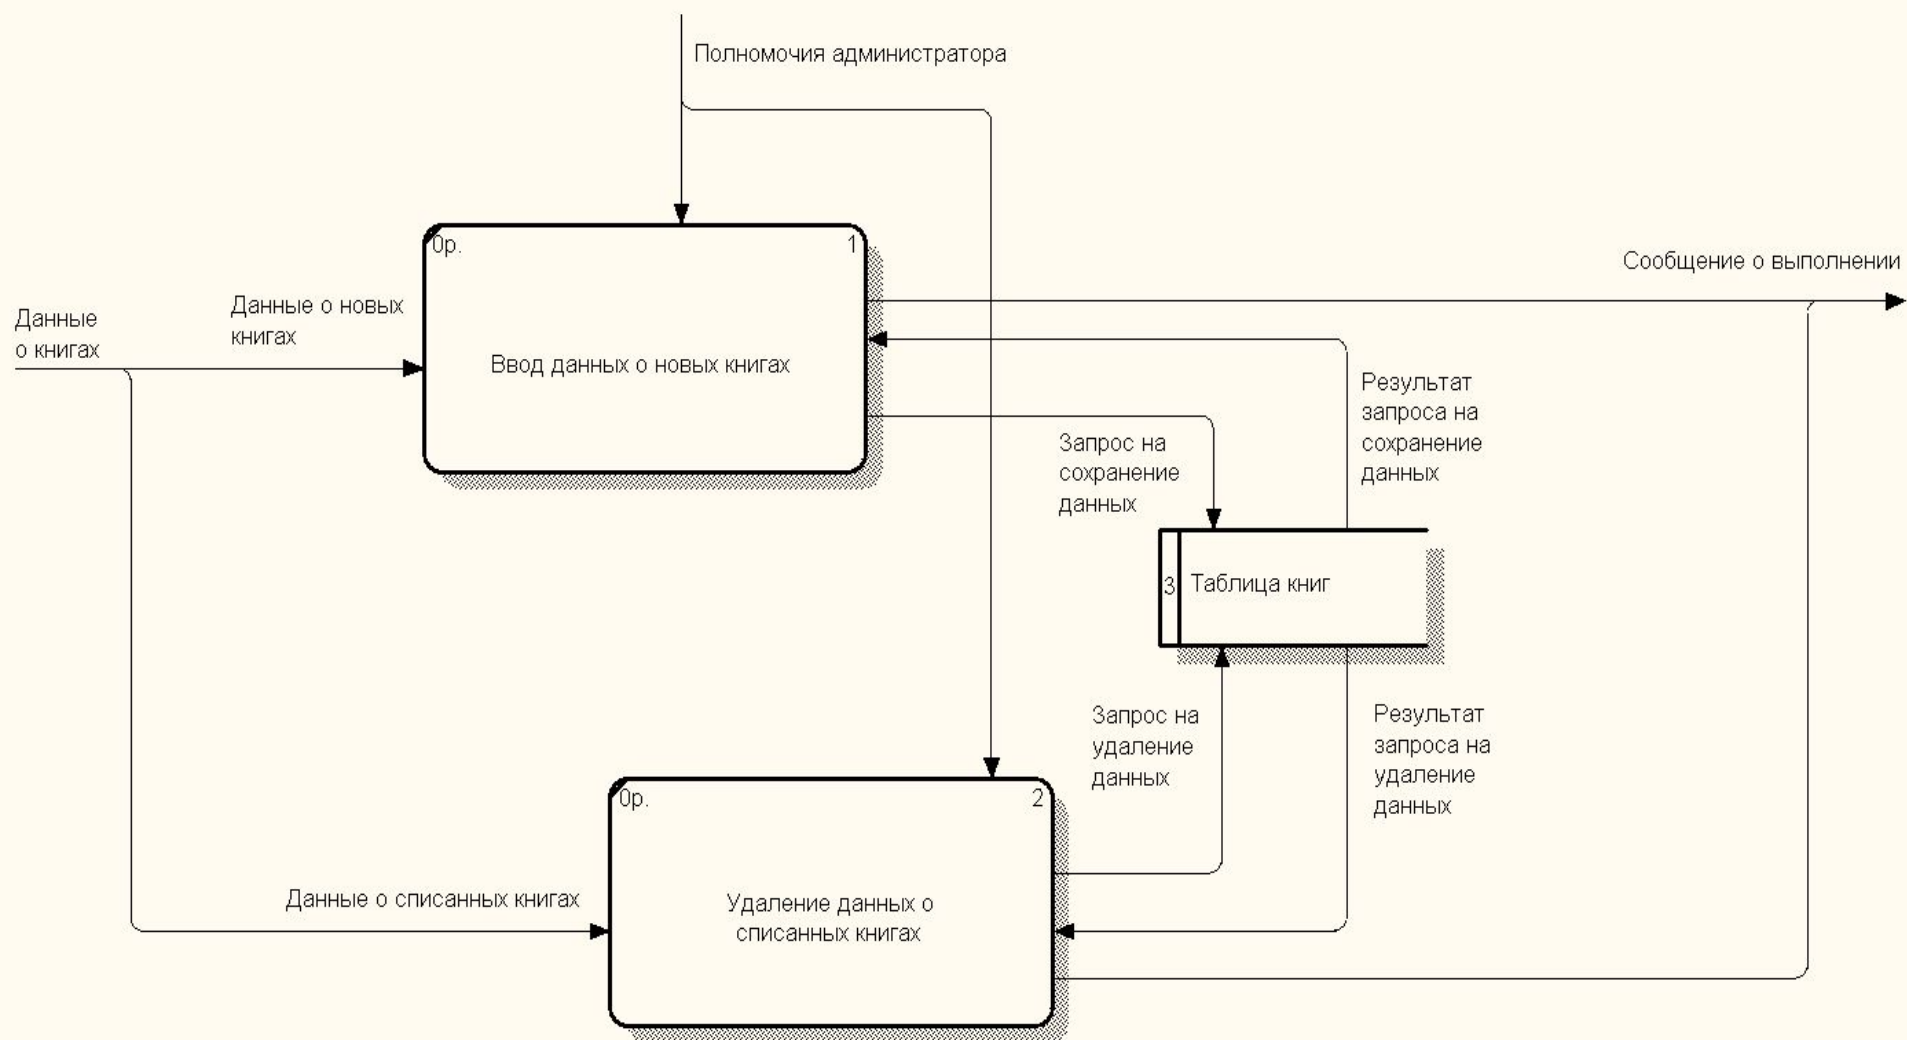 Полномочия администратора
0р.
1
Ввод данных о новых книгах
Сообщение о выполнении
Данные
о книгах
Данные о новых
книгах
Результат
запроса на
сохранение
данных
Запрос на
сохранение
данных
3
Таблица книг
Запрос на
удаление
данных
Результат
запроса на
удаление
данных
0р.
2
Данные о списанных книгах
Удаление данных о
списанных книгах